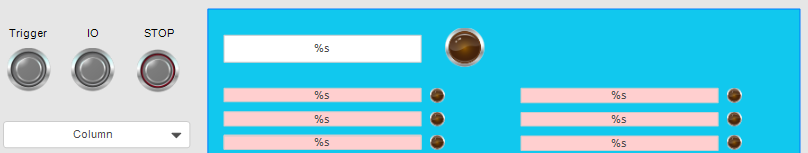 Trigger IO STOP
%s
Column
%s %s
%s %s
%s %s